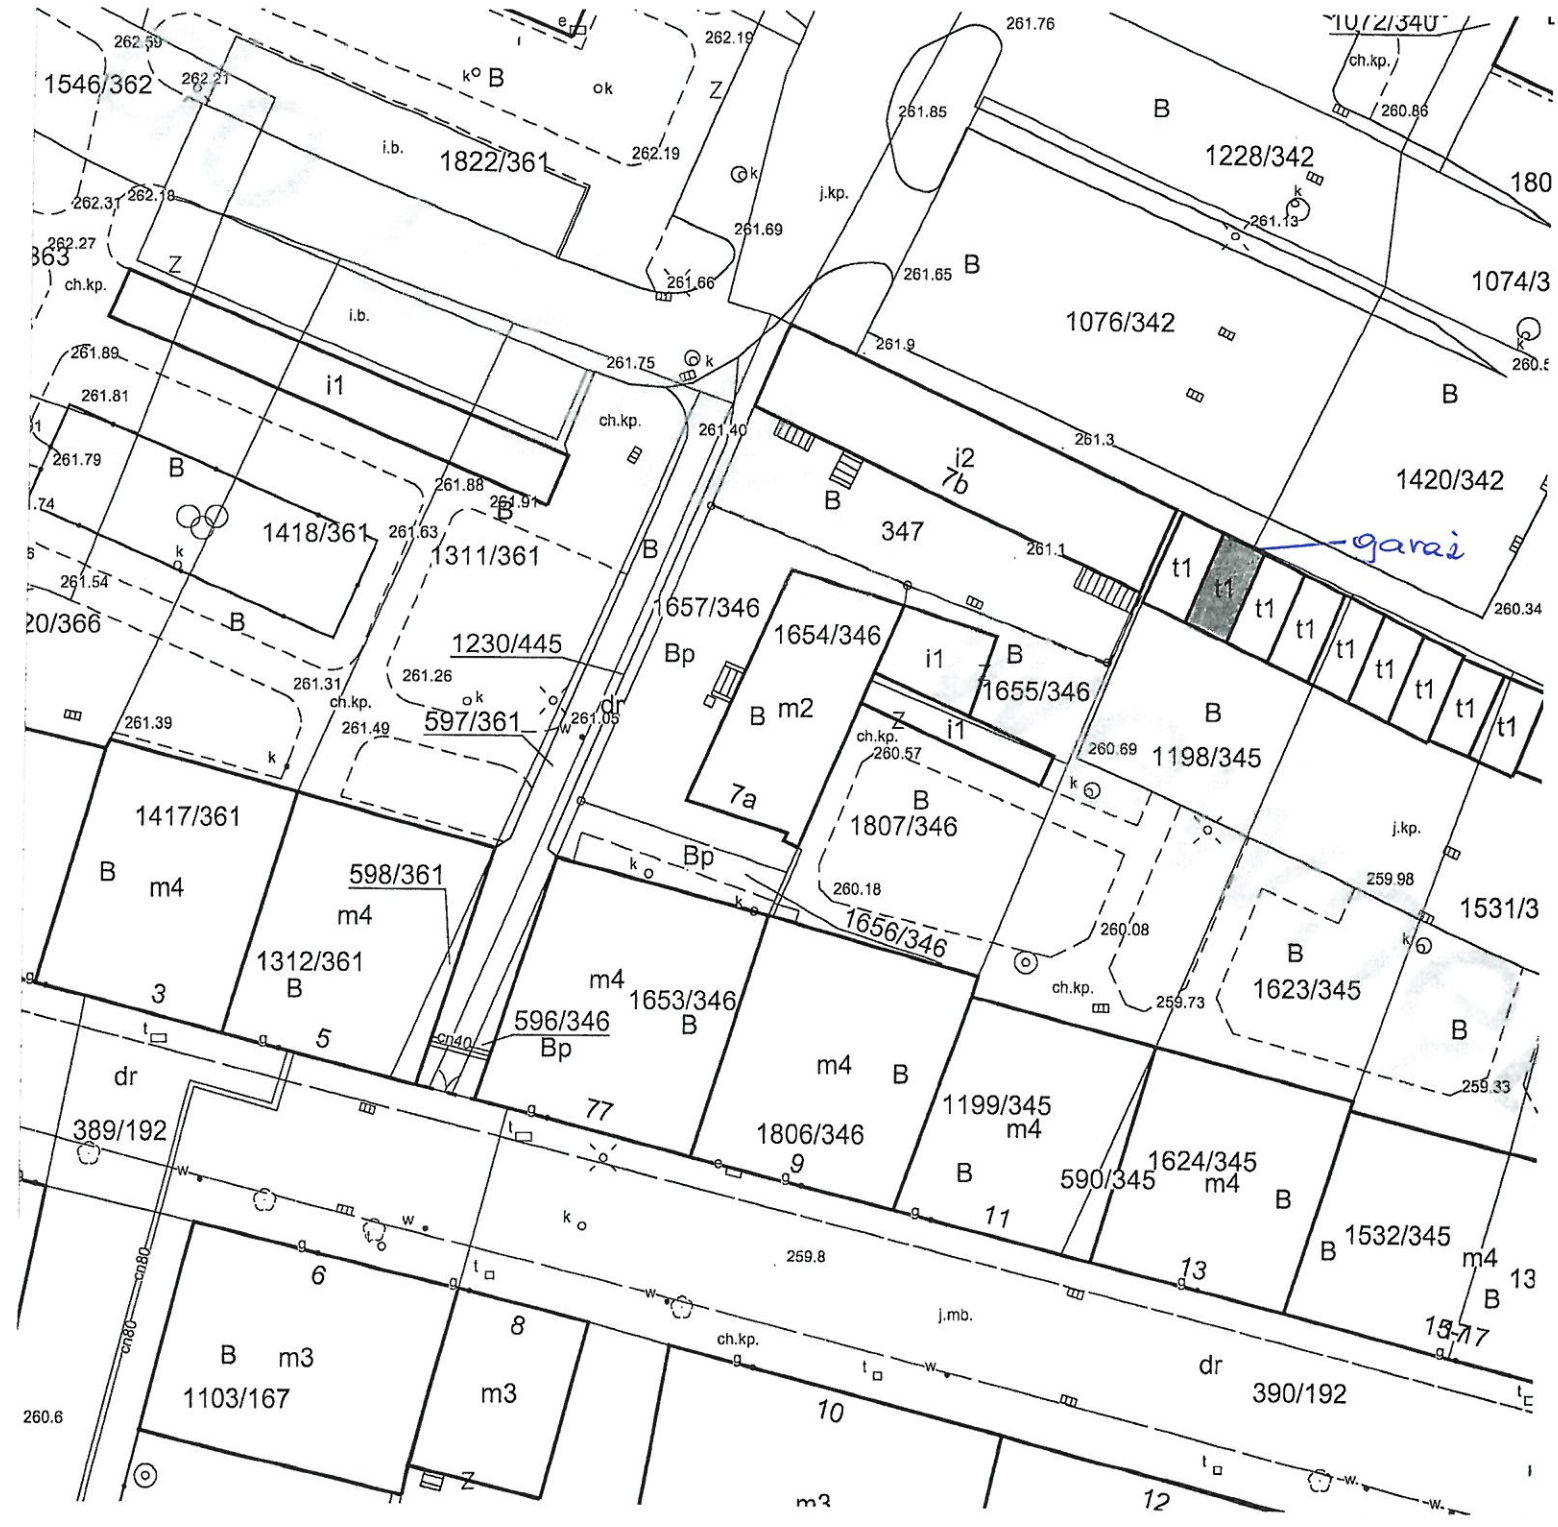 e
261.76
1072/340
262.59
262.19
ch.kp.
262.21
k
B
k
Z
1546/362
260.86
261.85
B
i.b.
1822/361
262.19
1228/342
k
k
180
262.31
262.18
j.kp.
261.13
261.69
262.27
363
Z
B
261.65
ch.kp.
261.66
1074/3
i.b.
1076/342
261.9
k
261.89
261.75
k
i1
B
261.81
ch.kp.
261.40
261.3
261.79
B
i2
7b
1420/342
261.88
261.91
B
B
.74
1418/361
261.63
347
garaż
k
1311/361
B
261.1
t1
261.54
t1
1657/346
t1
260.34
20/366
B
1654/346
t1
1230/445
B
t1
Bp
i1
t1
261.31
261.26
k
1655/346
t1
ch.kp.
dr
B
m2
B
t1
261.39
597/361
w
261.05
Z
i1
t1
261.49
ch.kp.
260.57
260.69
1198/345
k
7a
k
B
1417/361
1807/346
j.kp.
Bp
k
B
598/361
259.98
m4
260.18
k
m4
1656/346
1531/3
260.08
k
1312/361
B
B
m4
g
1653/346
ch.kp.
1623/345
3
259.73
596/346
B
t
g
5
cn40
Bp
B
dr
m4
B
259.33
g
77
1199/345
389/192
t
1806/346
m4
9
1624/345
e
w
g
B
590/345
m4
B
k
w
g
11
1532/345
t
B
g
259.8
m4
6
t
13
13
cn80
g
g
B
w
8
j.mb.
15-17
cn80
ch.kp.
g
g
B
m3
t
w
dr
1103/167
m3
390/192
t
260.6
10
t
w
Z
w
m3
12